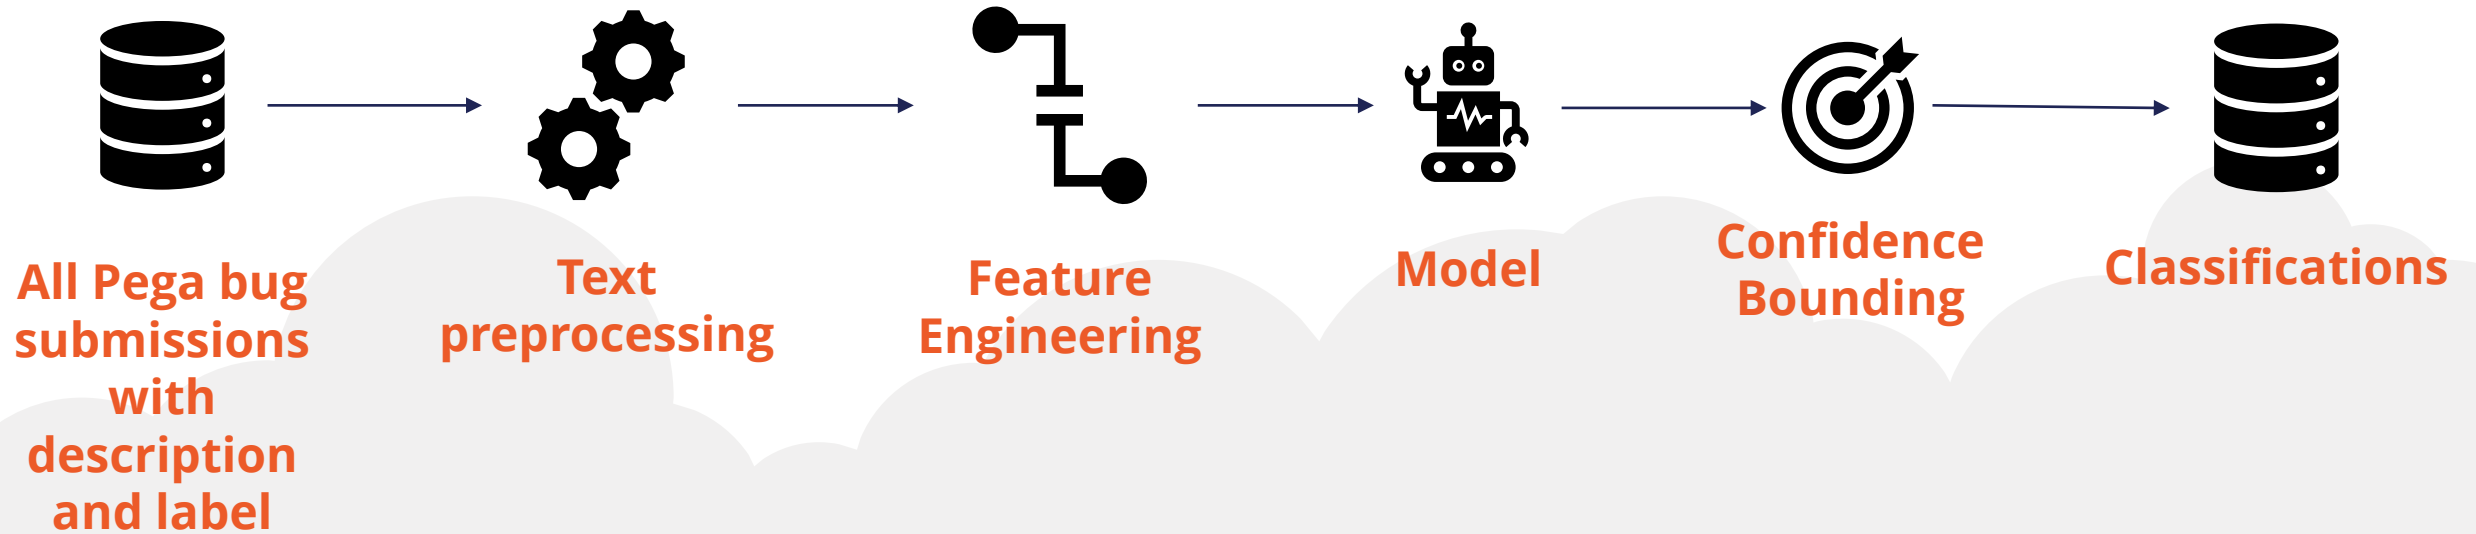 All Pega bug
submissions
with
description
and label
Text
preprocessing
Feature
Engineering
Model
Confidence
Bounding
Classifications